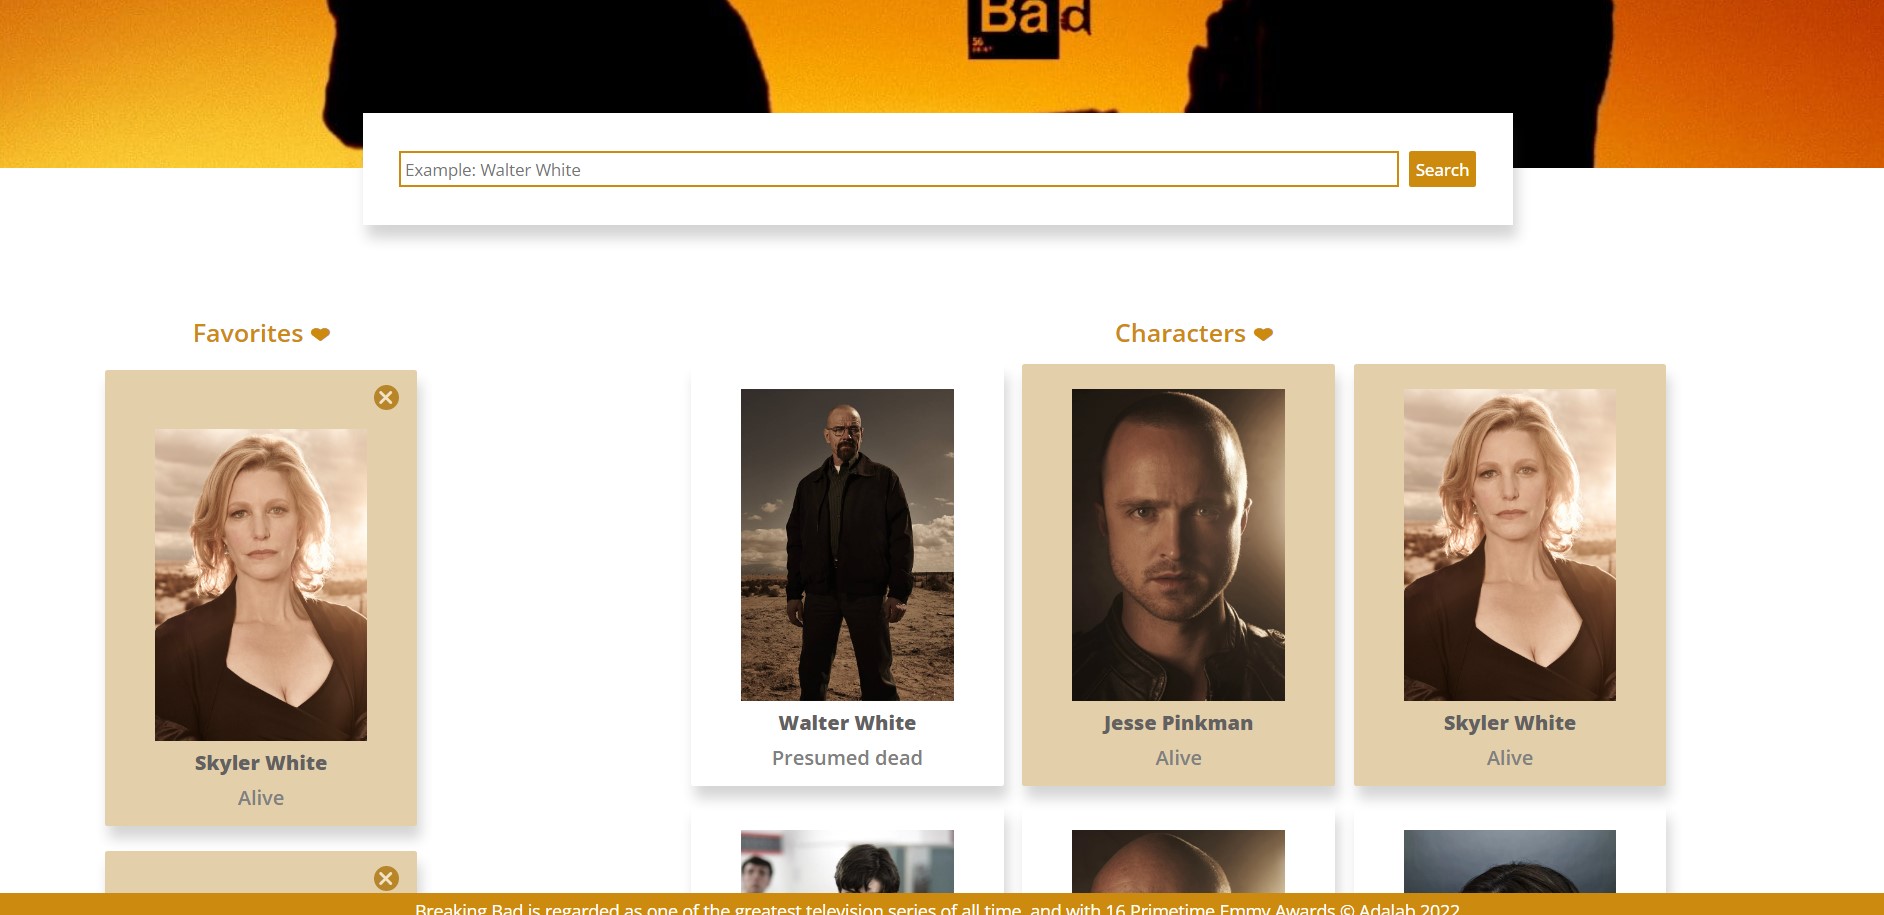 Bad
56
Example: Walter White
Search
Favorites ❤
Characters ❤
Skyler White
Alive
Walter White
Presumed dead
Jesse Pinkman
Alive
Skyler White
Alive
Breaking Bad is regarded as one of the greatest television series of all time, and with 16 Primetime Emmy Awards © Adalab 2022